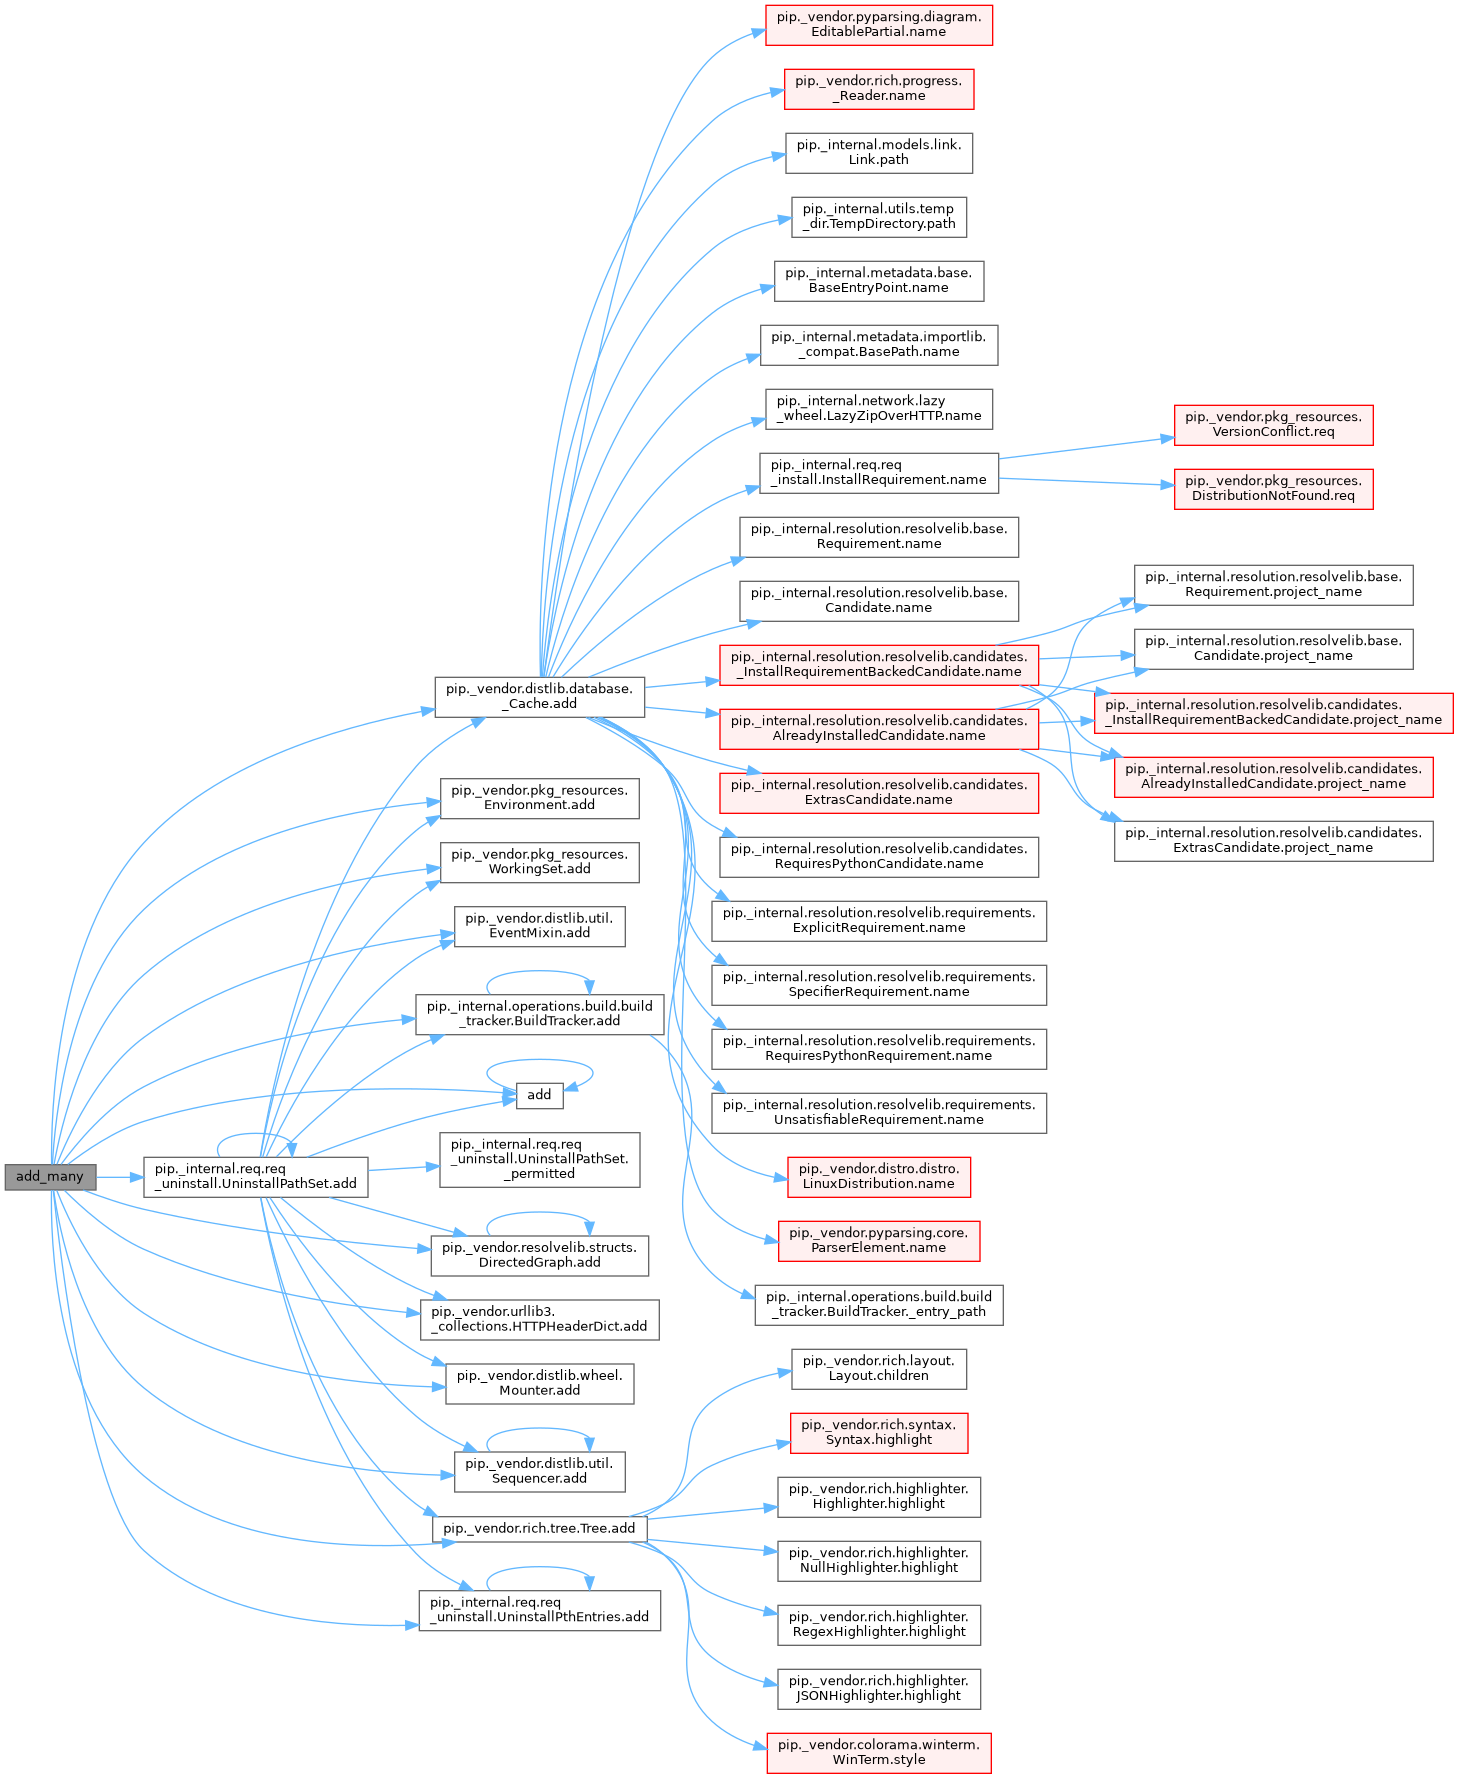 add_many
pip._internal.req.req
_uninstall.UninstallPathSet.add
pip._vendor.distlib.database.
_Cache.add
pip._vendor.pkg_resources.
Environment.add
pip._vendor.pkg_resources.
WorkingSet.add
pip._vendor.distlib.util.
EventMixin.add
pip._internal.operations.build.build
_tracker.BuildTracker.add
add
pip._internal.req.req
_uninstall.UninstallPathSet.
_permitted
pip._vendor.resolvelib.structs.
DirectedGraph.add
pip._vendor.urllib3.
_collections.HTTPHeaderDict.add
pip._vendor.distlib.wheel.
Mounter.add
pip._vendor.distlib.util.
Sequencer.add
pip._vendor.rich.tree.Tree.add
pip._internal.req.req
_uninstall.UninstallPthEntries.add
pip._vendor.pyparsing.diagram.
EditablePartial.name
pip._vendor.rich.progress.
_Reader.name
pip._internal.models.link.
Link.path
pip._internal.utils.temp
_dir.TempDirectory.path
pip._internal.metadata.base.
BaseEntryPoint.name
pip._internal.metadata.importlib.
_compat.BasePath.name
pip._internal.network.lazy
_wheel.LazyZipOverHTTP.name
pip._internal.req.req
_install.InstallRequirement.name
pip._internal.resolution.resolvelib.base.
Requirement.name
pip._internal.resolution.resolvelib.base.
Candidate.name
pip._internal.resolution.resolvelib.candidates.
_InstallRequirementBackedCandidate.name
pip._internal.resolution.resolvelib.candidates.
AlreadyInstalledCandidate.name
pip._internal.resolution.resolvelib.candidates.
ExtrasCandidate.name
pip._internal.resolution.resolvelib.candidates.
RequiresPythonCandidate.name
pip._internal.resolution.resolvelib.requirements.
ExplicitRequirement.name
pip._internal.resolution.resolvelib.requirements.
SpecifierRequirement.name
pip._internal.resolution.resolvelib.requirements.
RequiresPythonRequirement.name
pip._internal.resolution.resolvelib.requirements.
UnsatisfiableRequirement.name
pip._vendor.distro.distro.
LinuxDistribution.name
pip._vendor.pyparsing.core.
ParserElement.name
pip._internal.operations.build.build
_tracker.BuildTracker._entry_path
pip._vendor.rich.layout.
Layout.children
pip._vendor.rich.syntax.
Syntax.highlight
pip._vendor.rich.highlighter.
Highlighter.highlight
pip._vendor.rich.highlighter.
NullHighlighter.highlight
pip._vendor.rich.highlighter.
RegexHighlighter.highlight
pip._vendor.rich.highlighter.
JSONHighlighter.highlight
pip._vendor.colorama.winterm.
WinTerm.style
pip._vendor.pkg_resources.
VersionConflict.req
pip._vendor.pkg_resources.
DistributionNotFound.req
pip._internal.resolution.resolvelib.base.
Requirement.project_name
pip._internal.resolution.resolvelib.base.
Candidate.project_name
pip._internal.resolution.resolvelib.candidates.
_InstallRequirementBackedCandidate.project_name
pip._internal.resolution.resolvelib.candidates.
AlreadyInstalledCandidate.project_name
pip._internal.resolution.resolvelib.candidates.
ExtrasCandidate.project_name